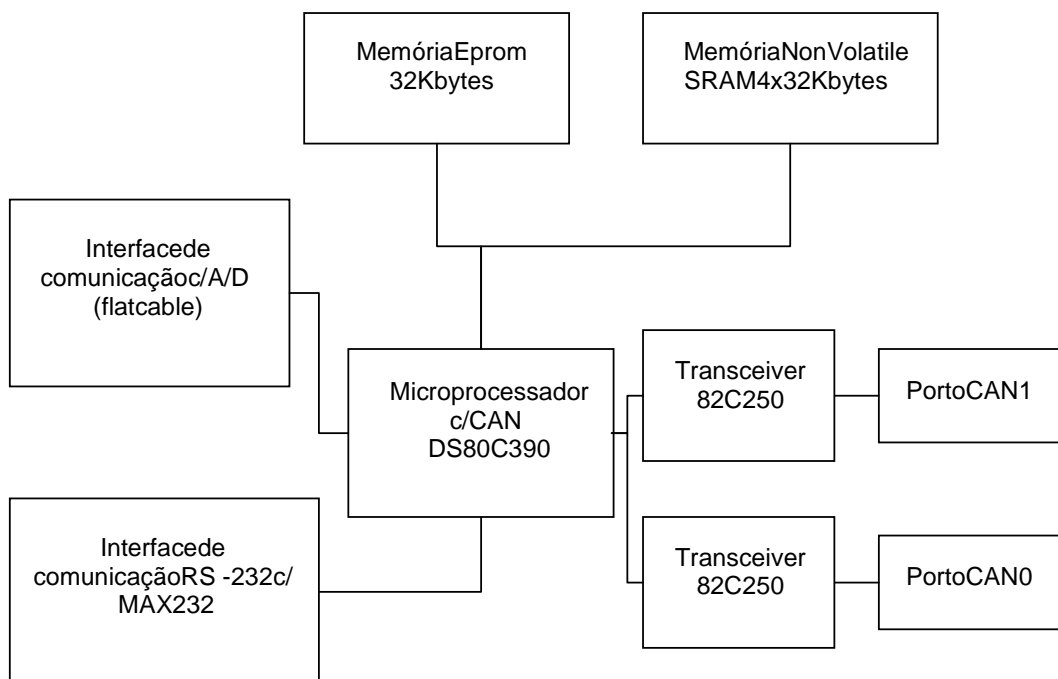 MemóriaEprom
32Kbytes
MemóriaNonVolatile
SRAM4x32Kbytes
Interfacede
comunicaçãoc/A/D
(flatcable)
Microprocessador
c/CAN
DS80C390
Transceiver
82C250
PortoCAN1
Interfacede
comunicaçãoRS -232c/
MAX232
Transceiver
82C250
PortoCAN0